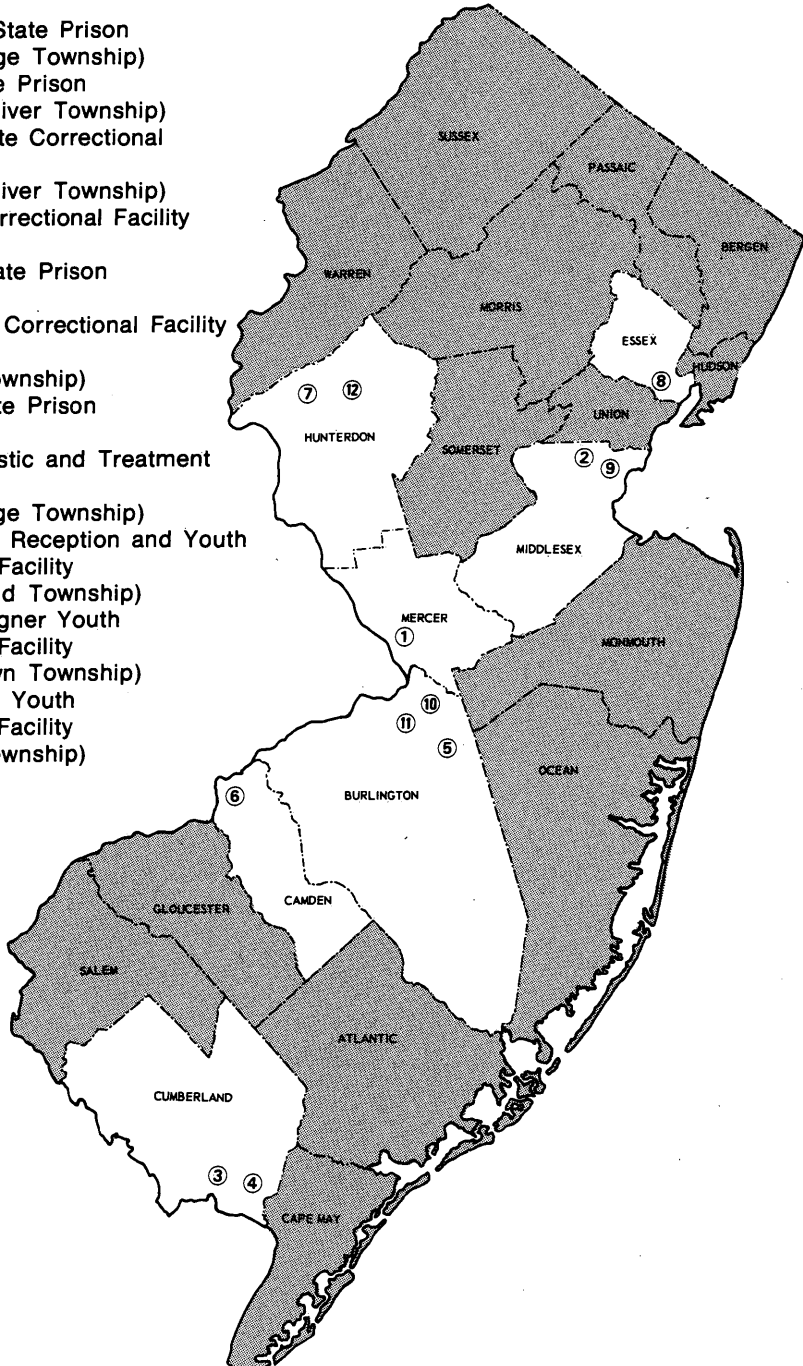 State Prison
ge Township)
e Prison
iver Township)
te Correctional
iver Township)
rrectional Facility
ate Prison
Correctional Facility
ownship)
te Prison
stic and Treatment
ge Township)
Reception and Youth
Facility
d Township)
gner Youth
Facility
vn Township)
Youth
Facility
ownship)
SUSSEX
PASSAIC
BERGEN
WARREN
MORRIS
ESSEX
HUDSON
8
7 12
UNION
HUNTERDON
SOMERSET
2
9
MIDDLESEX
MERCER
1
MONMOUTH
10
11
5
OCEAN
6
BURLINGTON
CAMDEN
GLOUCESTER
SALEM
ATLANTIC
CUMBERLAND
3
4
CAPE MAY